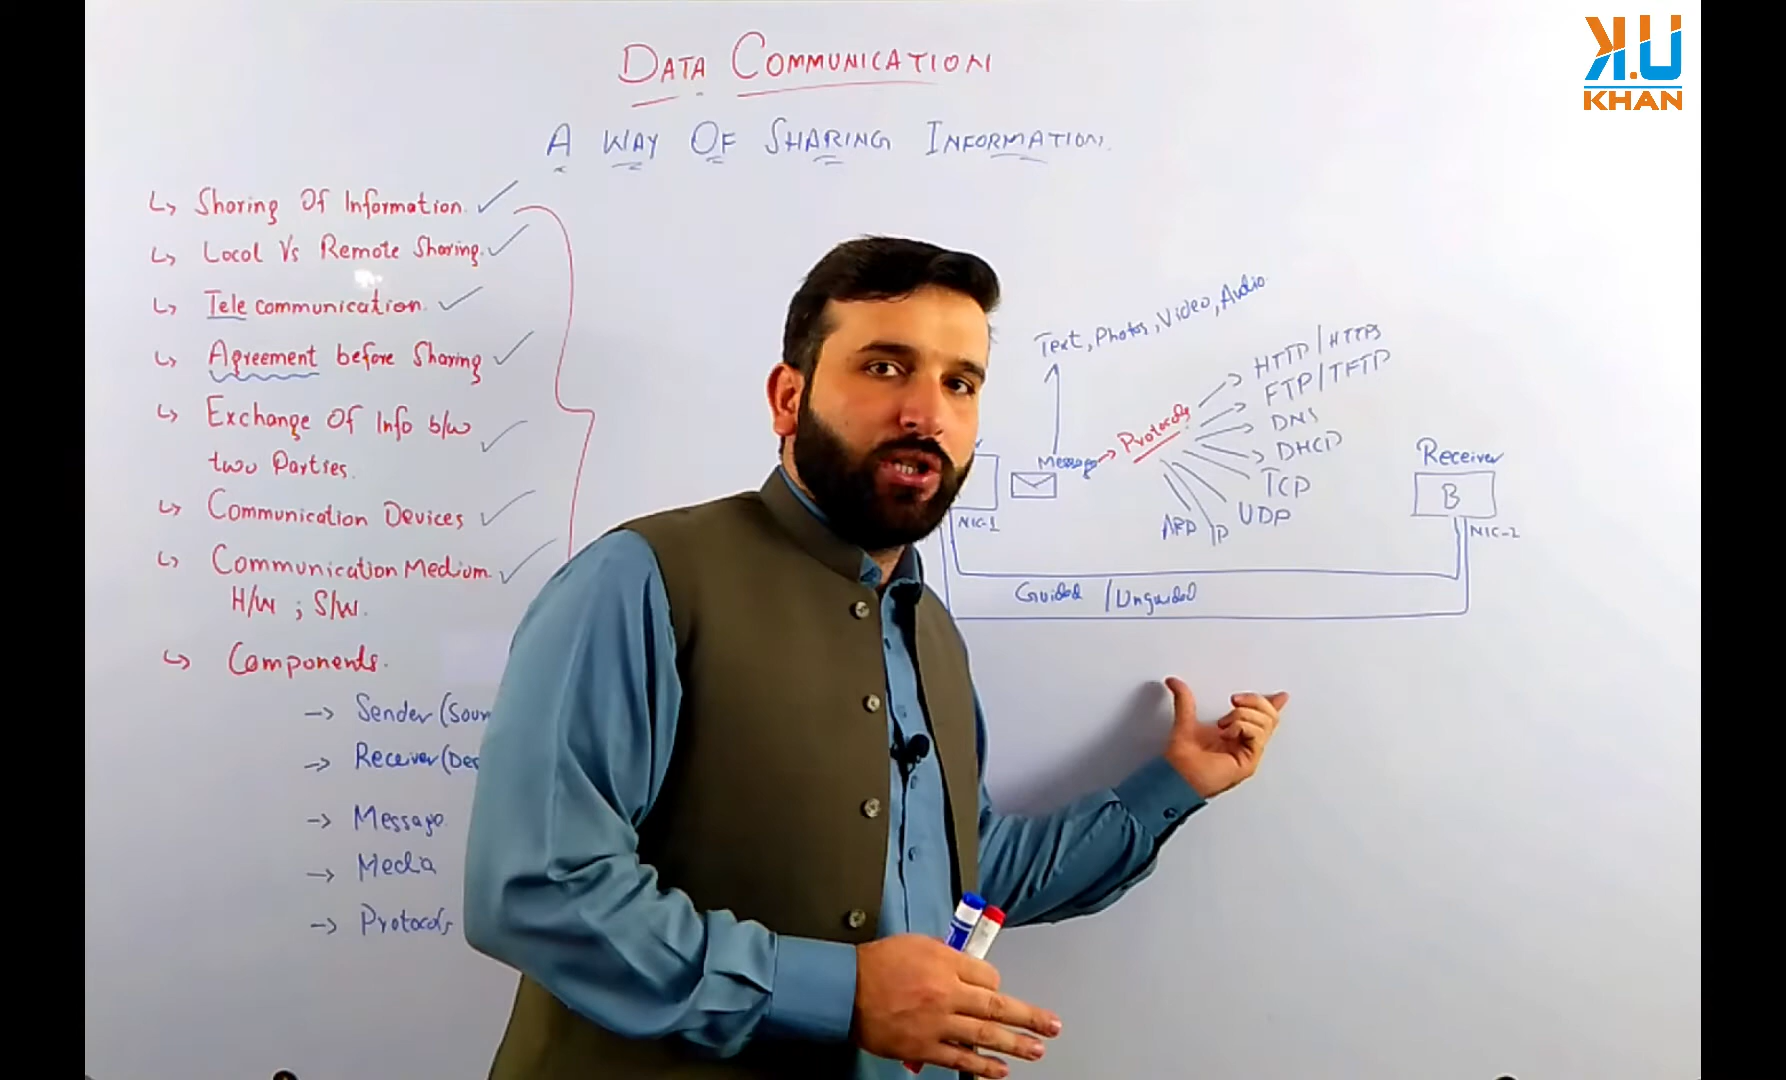 K.U
KHAN
DATA COMMUNICATION
A WAY OF SHARING INFORMATION.
↳ Sharing Of Information.
↳ Local Vs Remote Sharing.
↳ Tele communication.
↳ Agreement before Sharing
↳ Exchange Of Info b/w
two Parties.
↳ Communication Devices
↳ Communication Medium.
H/W ; S/W.
↳ Components.
→ Sender (Sour
→ Receiver (Des
→ Message.
→ Media
→ Protocols
Text, Photos, Video, Audio.
Message → Protocols
HTTP / HTTPS
FTP / TFTP
DNS
DHCP
TCP
UDP
IP
ARP
NIC-1
Receiver
B
NIC-2
Guided / Unguided